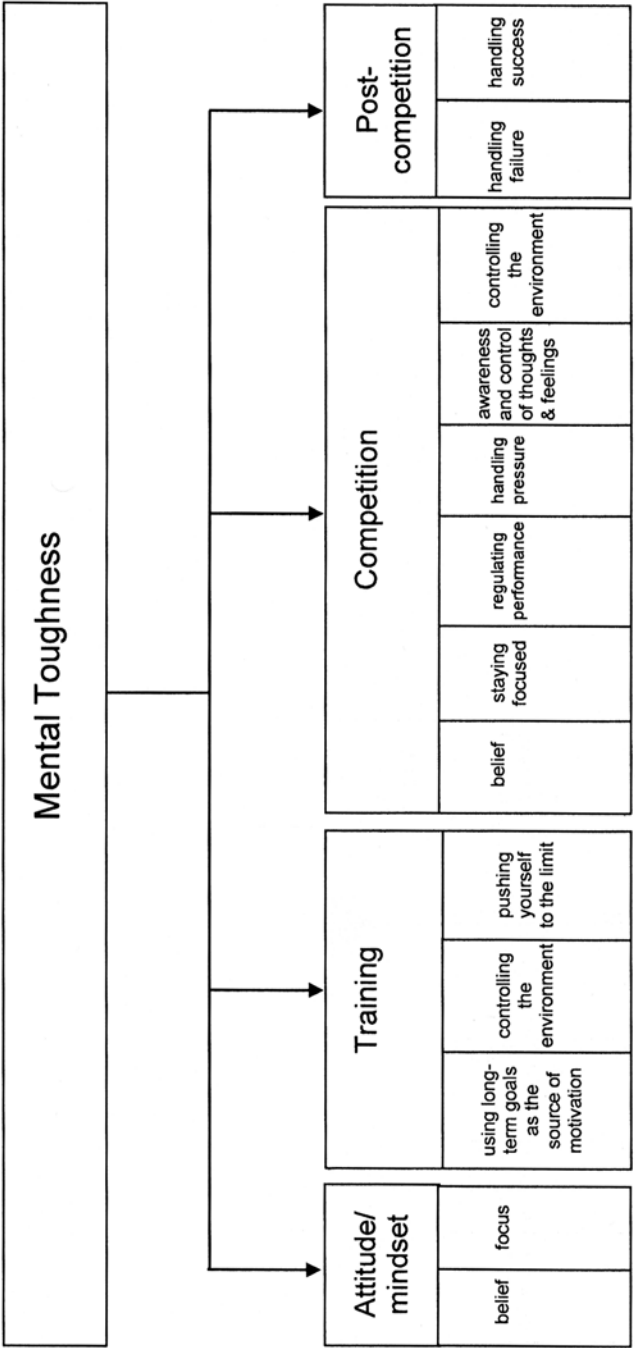 Mental Toughness
Attitude/
mindset
belief
focus
Training
using long-
term goals
as the
source of
motivation
controlling
the
environment
pushing
yourself
to the limit
Competition
belief
staying
focused
regulating
performance
handling
pressure
awareness
and control
of thoughts
& feelings
controlling
the
environment
Post-
competition
handling
failure
handling
success